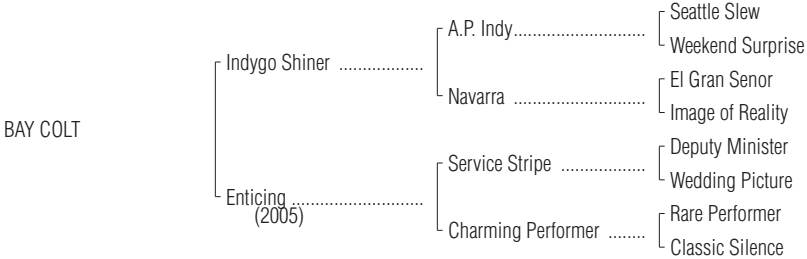 Seattle Slew
A.P. Indy............................
Weekend Surprise
Indygo Shiner ..................
El Gran Senor
Navarra ............................
Image of Reality
BAY COLT
Deputy Minister
Service Stripe ..................
Wedding Picture
Enticing ............................
(2005)
Rare Performer
Charming Performer ........
Classic Silence